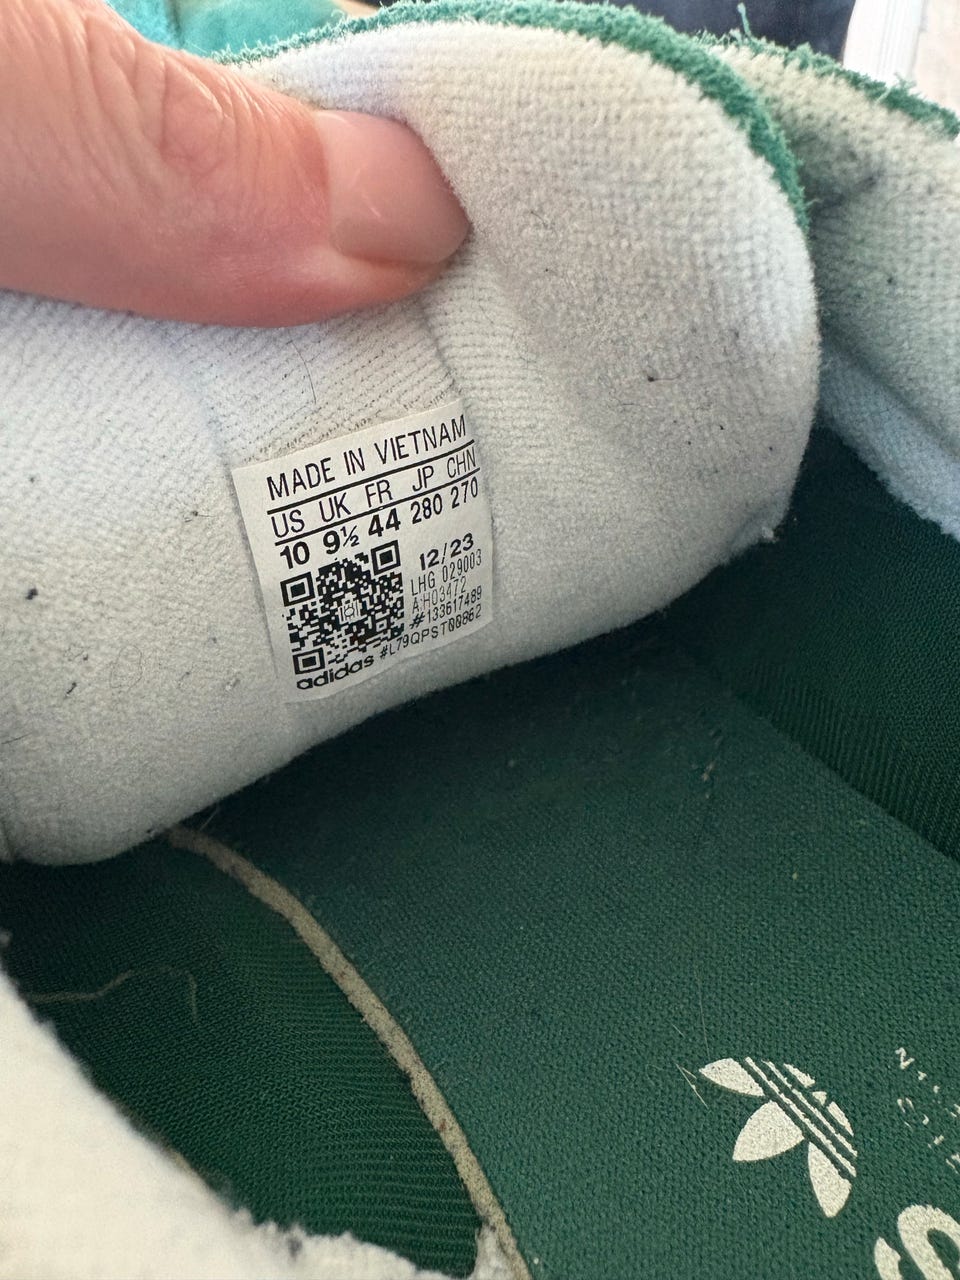 MADE IN VIETNAM
US UK FR JP CHN
10 9½ 44 280 270
12/23
LHG 029003
A:H03472
#133617489
adidas #L79QPST00862